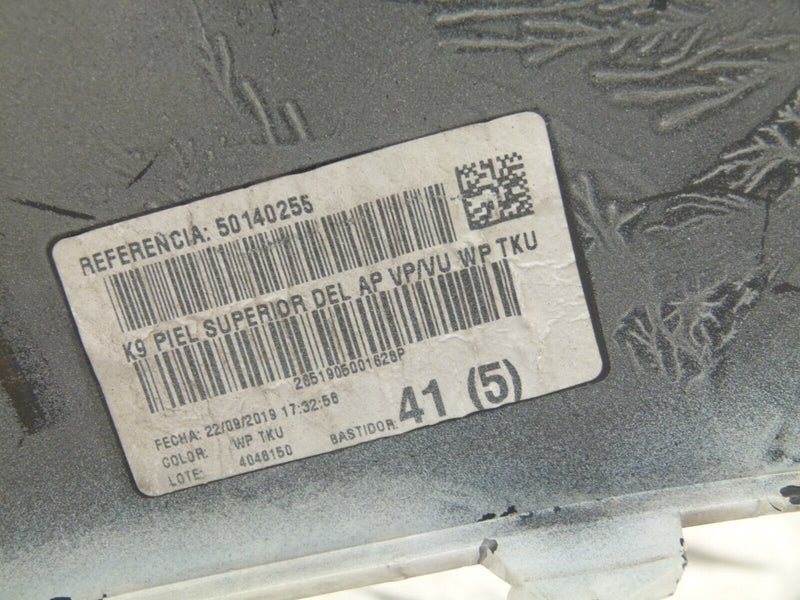 REFERENCIA: 50140255
K9 PIEL SUPERIOR DEL AP VP/VU WP TKU
2651905001628P
FECHA: 22/09/2019 17:32:56
COLOR: WP TKU
LOTE: 4046150
BASTIDOR: 41 (5)